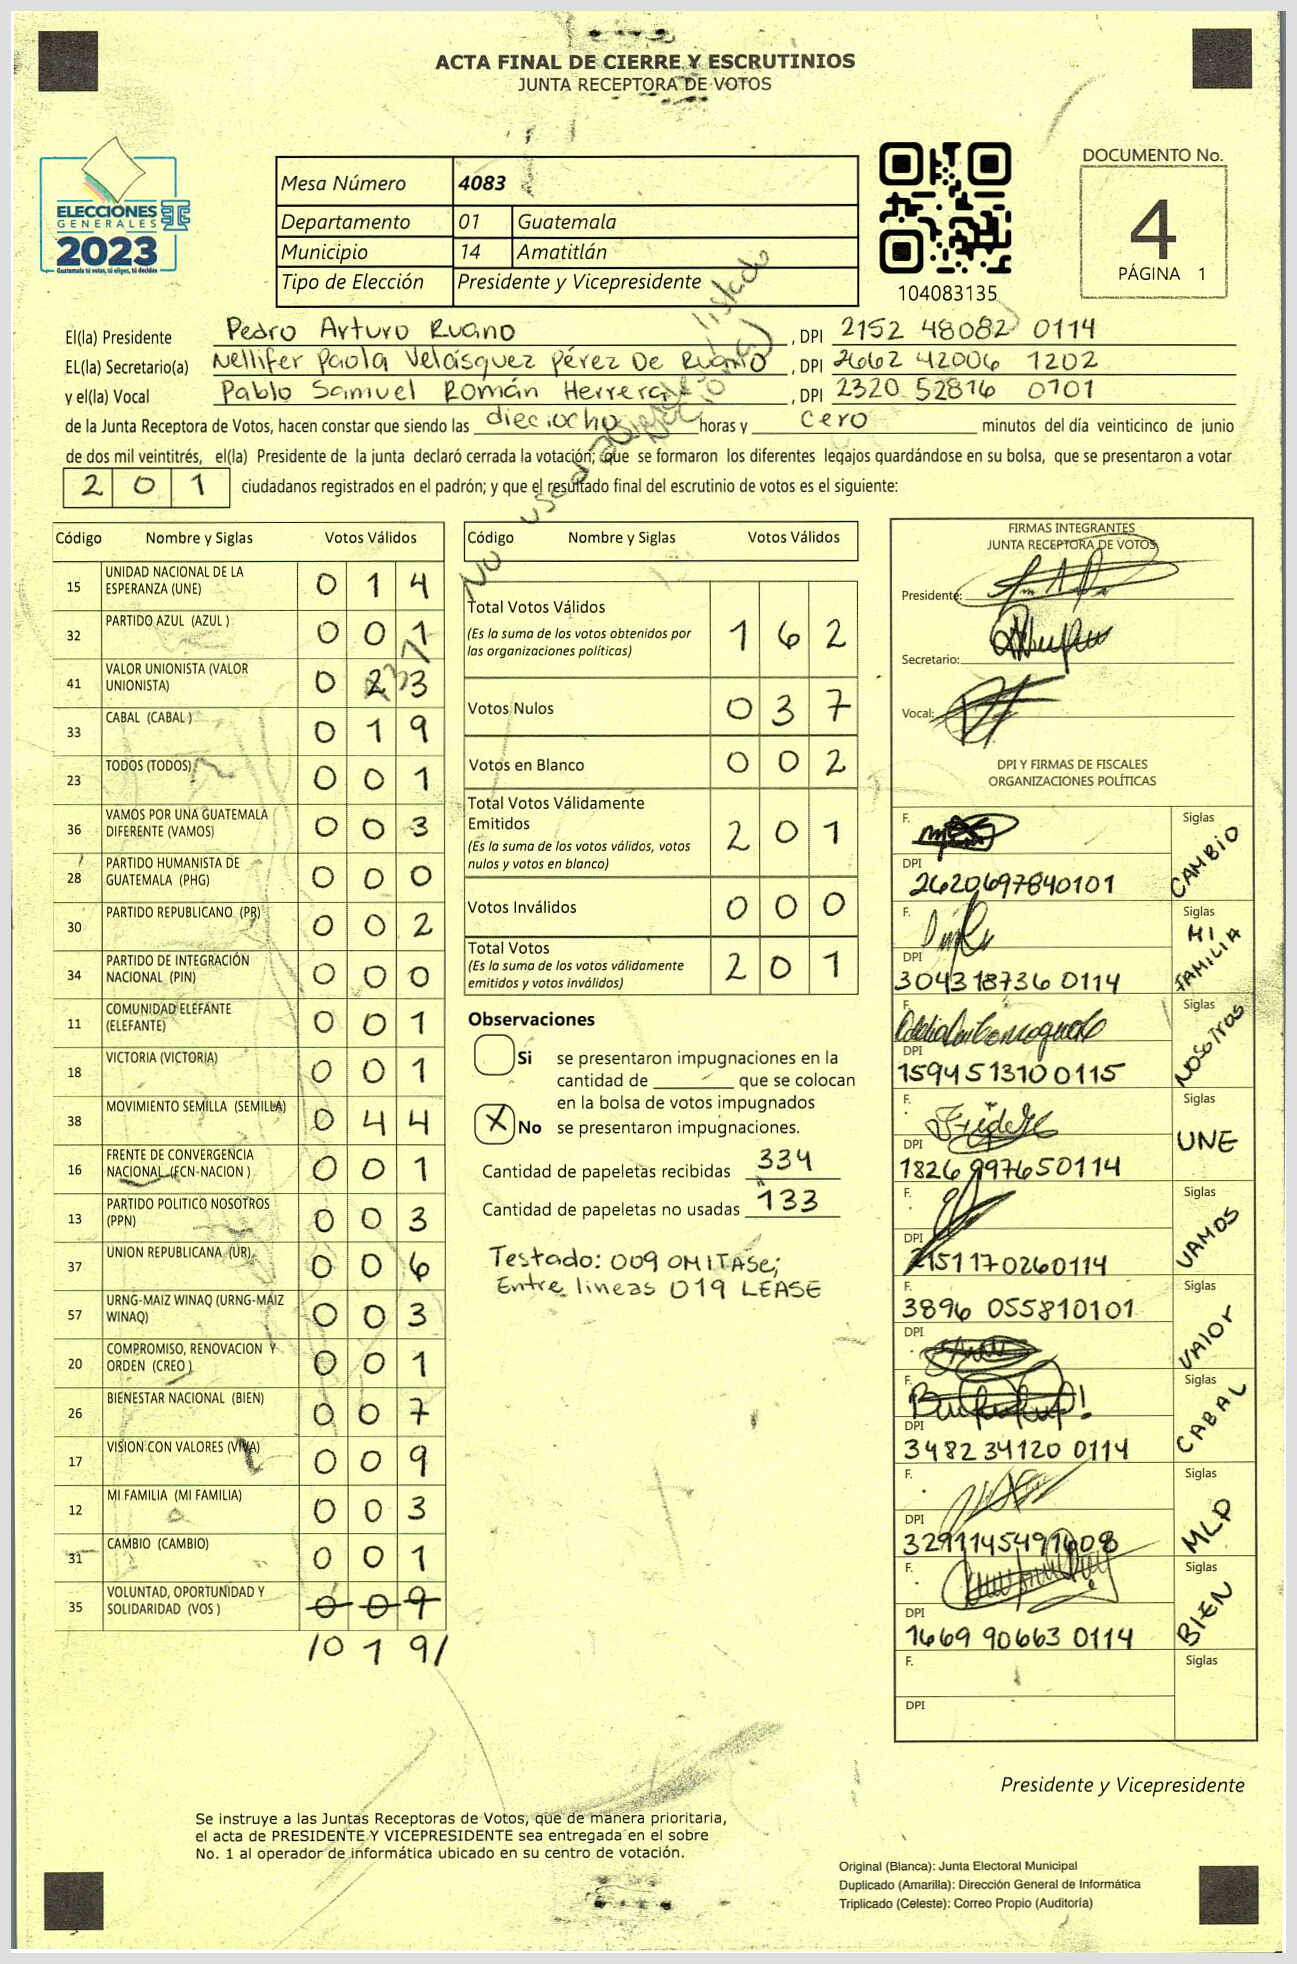 ACTA FINAL DE CIERRE Y ESCRUTINIOS
JUNTA RECEPTORA DE VOTOS
ELECCIONES
GENERALES
2023
Guatemala tú votas, tú eliges, tú decides
Mesa Número 4083
Departamento 01 Guatemala
Municipio 14 Amatitlán
Tipo de Elección Presidente y Vicepresidente
104083135
DOCUMENTO No.
4
PÁGINA 1
El(la) Presidente Pedro Arturo Ruano, DPI 2152 48082 0114
EL(la) Secretario(a) Nellifer Paola Velásquez Pérez De Ruano, DPI 2662 42006 1202
y el(la) Vocal Pablo Samuel Román Herrera, DPI 2320 52816 0101
de la Junta Receptora de Votos, hacen constar que siendo las dieciocho horas y cero minutos del día veinticinco de junio
de dos mil veintitrés, el(la) Presidente de la junta declaró cerrada la votación; que se formaron los diferentes legajos guardándose en su bolsa, que se presentaron a votar
201 ciudadanos registrados en el padrón; y que el resultado final del escrutinio de votos es el siguiente:
Código Nombre y Siglas Votos Válidos
15 UNIDAD NACIONAL DE LA ESPERANZA (UNE) 0 1 4
32 PARTIDO AZUL (AZUL ) 0 0 1
41 VALOR UNIONISTA (VALOR UNIONISTA) 0 2 3
33 CABAL (CABAL ) 0 1 9
23 TODOS (TODOS) 0 0 1
36 VAMOS POR UNA GUATEMALA DIFERENTE (VAMOS) 0 0 3
28 PARTIDO HUMANISTA DE GUATEMALA (PHG) 0 0 0
30 PARTIDO REPUBLICANO (PR) 0 0 2
34 PARTIDO DE INTEGRACIÓN NACIONAL (PIN) 0 0 0
11 COMUNIDAD ELEFANTE (ELEFANTE) 0 0 1
18 VICTORIA (VICTORIA) 0 0 1
38 MOVIMIENTO SEMILLA (SEMILLA) 0 4 4
16 FRENTE DE CONVERGENCIA NACIONAL (FCN-NACION ) 0 0 1
13 PARTIDO POLITICO NOSOTROS (PPN) 0 0 3
37 UNION REPUBLICANA (UR) 0 0 6
57 URNG-MAIZ WINAQ (URNG-MAIZ WINAQ) 0 0 3
20 COMPROMISO, RENOVACION Y ORDEN (CREO ) 0 0 1
26 BIENESTAR NACIONAL (BIEN) 0 0 7
17 VISION CON VALORES (VIVA) 0 0 9
12 MI FAMILIA (MI FAMILIA) 0 0 3
31 CAMBIO (CAMBIO) 0 0 1
35 VOLUNTAD, OPORTUNIDAD Y SOLIDARIDAD (VOS ) 0 0 9
/0 1 9/
Código Nombre y Siglas Votos Válidos
Total Votos Válidos 1 6 2
(Es la suma de los votos obtenidos por
las organizaciones políticas)
Votos Nulos 0 3 7
Votos en Blanco 0 0 2
Total Votos Válidamente
Emitidos 2 0 1
(Es la suma de los votos válidos, votos
nulos y votos en blanco)
Votos Inválidos 0 0 0
Total Votos 2 0 1
(Es la suma de los votos válidamente
emitidos y votos inválidos)
Observaciones
Si se presentaron impugnaciones en la
cantidad de ________ que se colocan
en la bolsa de votos impugnados
X No se presentaron impugnaciones.
Cantidad de papeletas recibidas 334
Cantidad de papeletas no usadas 133
Testado: 009 OMITASE;
Entre lineas 019 LEASE
FIRMAS INTEGRANTES
JUNTA RECEPTORA DE VOTOS
Presidente:
Secretario:
Vocal:
DPI Y FIRMAS DE FISCALES
ORGANIZACIONES POLÍTICAS
F. Siglas CAMBIO
DPI 2620697840101
F. Siglas MI FAMILIA
DPI 304318736 0114
F. Siglas NOSOTROS
DPI 1594513100115
F. Siglas UNE
DPI 1826997650114
F. Siglas VAMOS
DPI 2151170260114
F. 3896 055810101 Siglas VALOR
DPI
F. Siglas CABAL
DPI 3482 34120 0114
F. Siglas MLP
DPI 3291145491608
F. Siglas BIEN
DPI 1669 90663 0114
F. Siglas
DPI
Presidente y Vicepresidente
Se instruye a las Juntas Receptoras de Votos, que de manera prioritaria,
el acta de PRESIDENTE Y VICEPRESIDENTE sea entregada en el sobre
No. 1 al operador de informática ubicado en su centro de votación.
Original (Blanca): Junta Electoral Municipal
Duplicado (Amarilla): Dirección General de Informática
Triplicado (Celeste): Correo Propio (Auditoría)